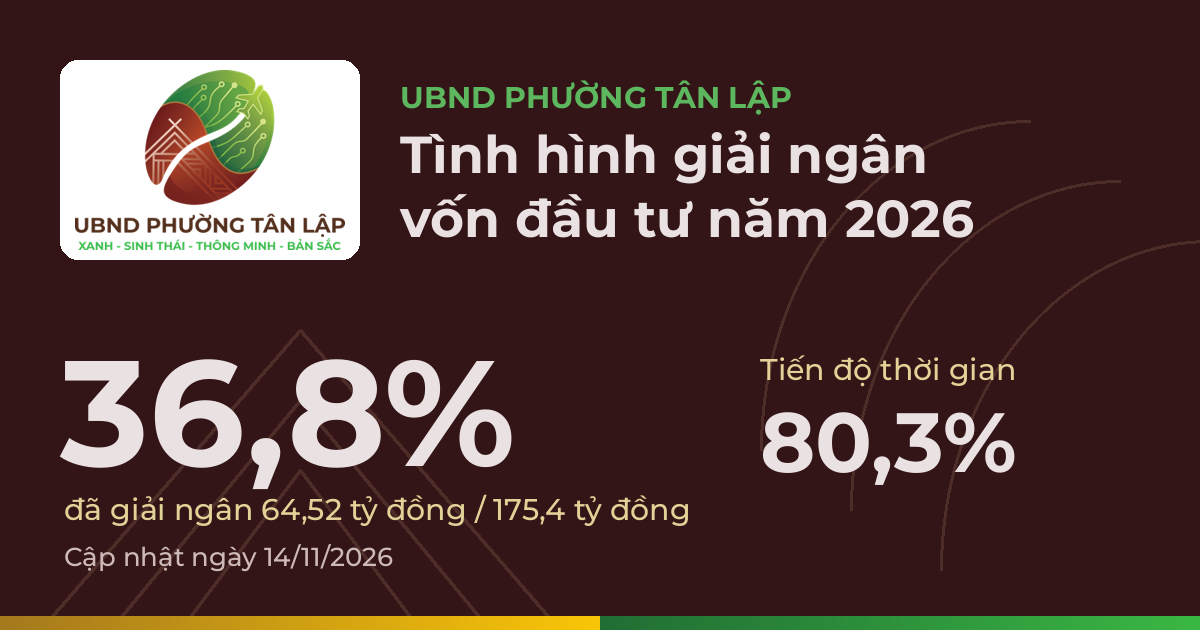 UBND PHƯỜNG TÂN LẬP
XANH - SINH THÁI - THÔNG MINH - BẢN SẮC
UBND PHƯỜNG TÂN LẬP
Tình hình giải ngân
vốn đầu tư năm 2026
36,8%
đã giải ngân 64,52 tỷ đồng / 175,4 tỷ đồng
Cập nhật ngày 14/11/2026
Tiến độ thời gian
80,3%